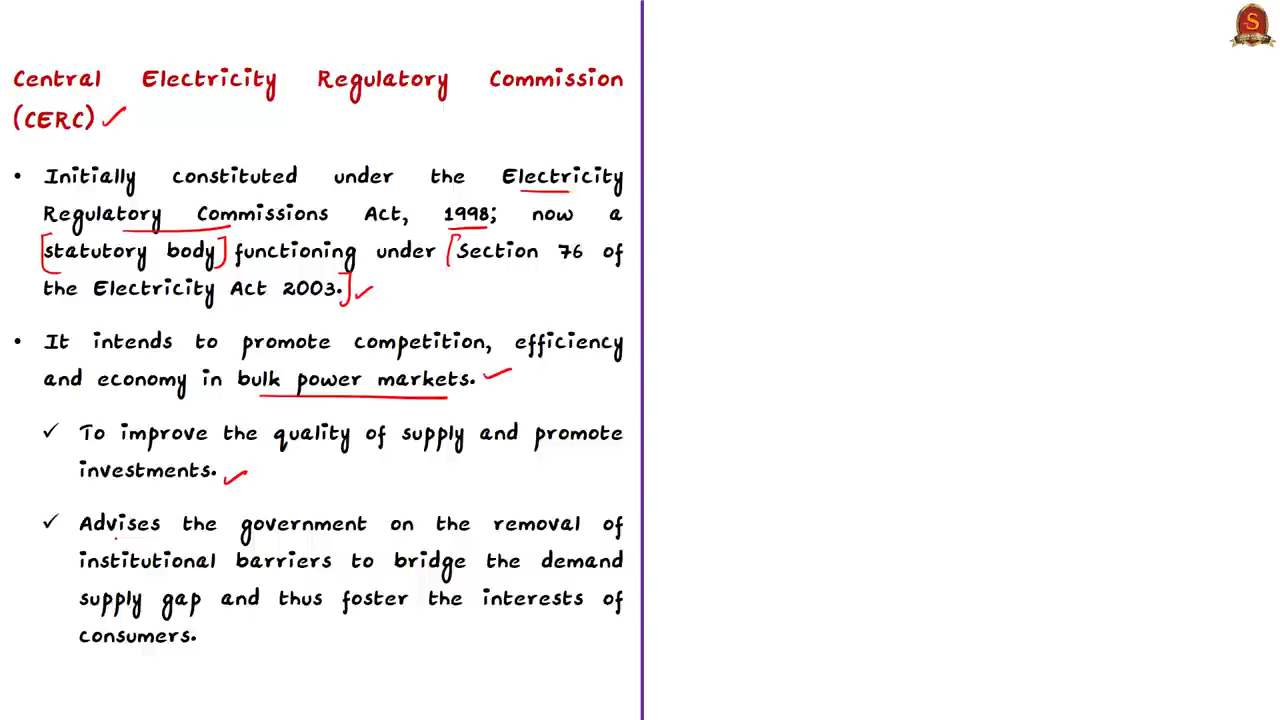 Central Electricity Regulatory Commission
(CERC)
• Initially constituted under the Electricity
Regulatory Commissions Act, 1998; now a
statutory body functioning under Section 76 of
the Electricity Act 2003.
• It intends to promote competition, efficiency
and economy in bulk power markets.
✓ To improve the quality of supply and promote
investments.
✓ Advises the government on the removal of
institutional barriers to bridge the demand
supply gap and thus foster the interests of
consumers.
S